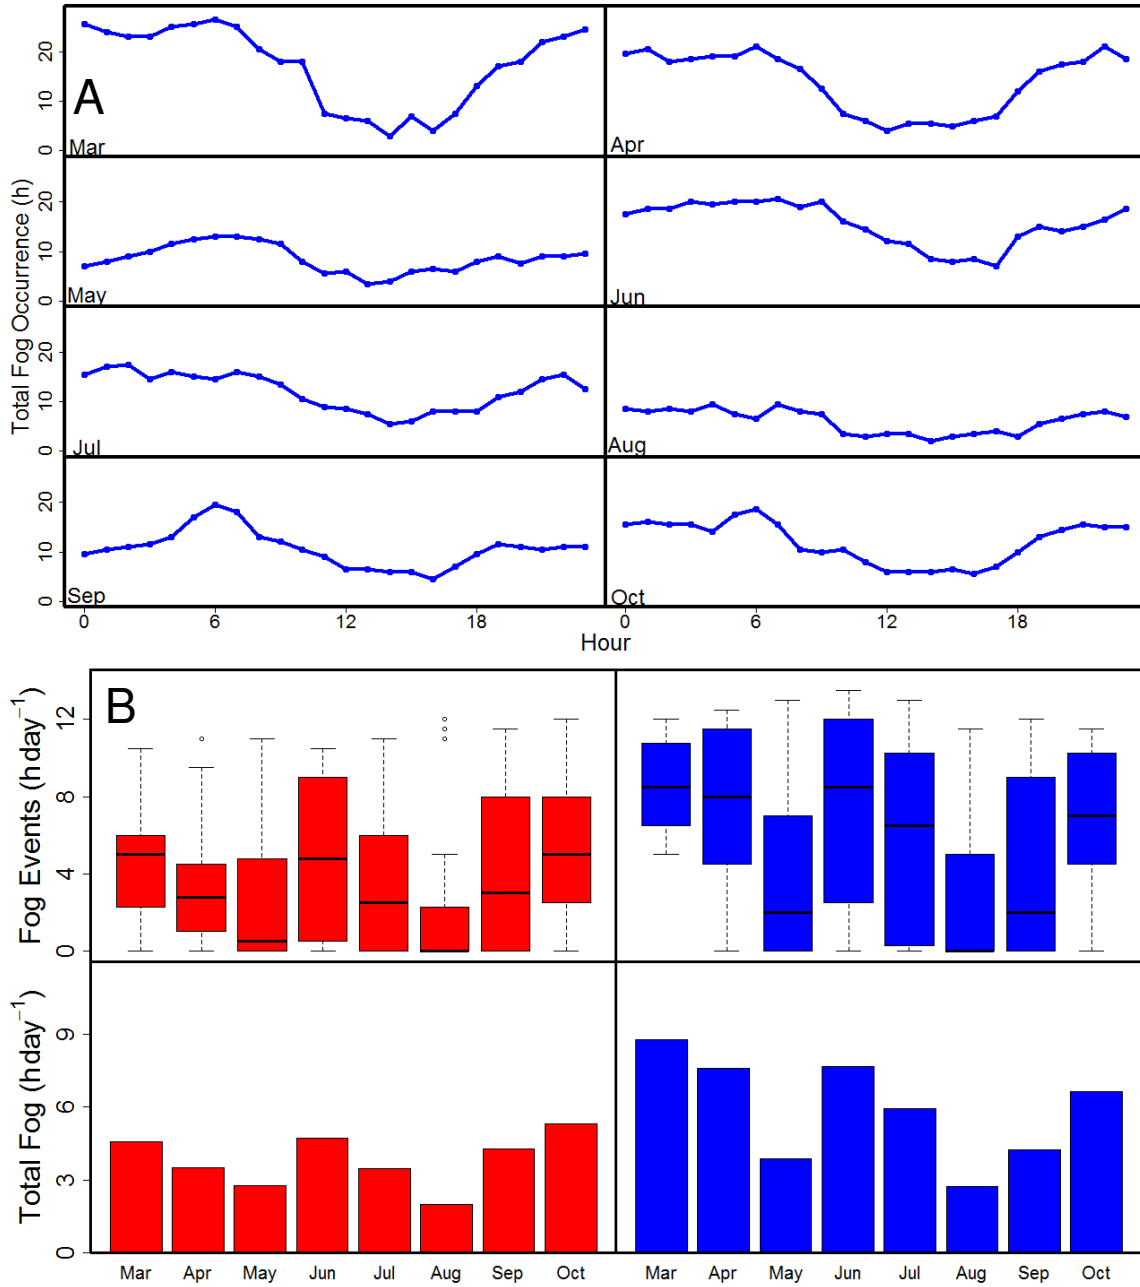 A
Mar
Apr
May
Jun
Jul
Aug
Sep
Oct
Total Fog Occurrence (h)
0 10 20
0 10 20
0 10 20
0 10 20
0 6 12 18
0 6 12 18
Hour
B
Fog Events (hday⁻¹)
0 4 8 12
Total Fog (hday⁻¹)
0 3 6 9
Mar Apr May Jun Jul Aug Sep Oct
Mar Apr May Jun Jul Aug Sep Oct